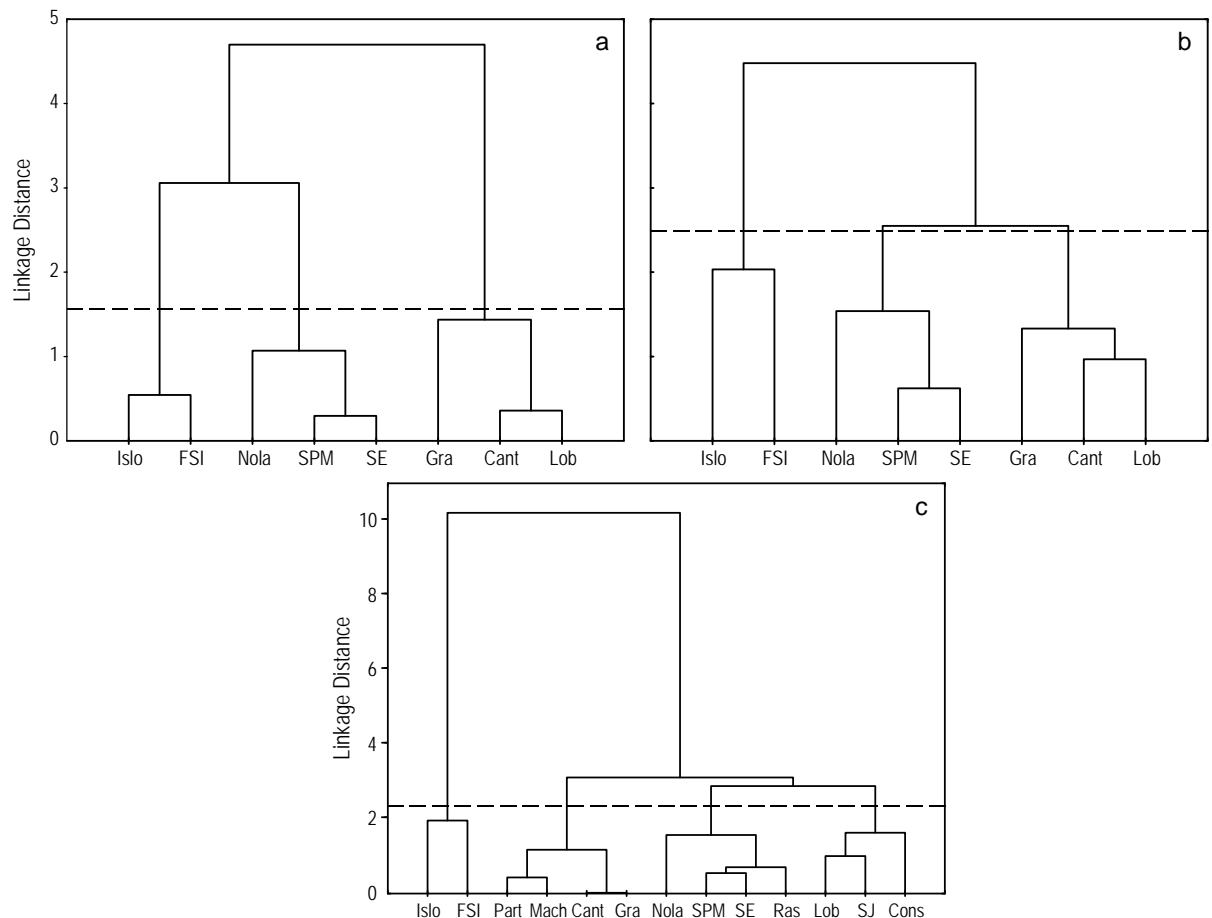 a
5
4
3
2
1
0
Linkage Distance
Islo FSI Nola SPM SE Gra Cant Lob
b
Islo FSI Nola SPM SE Gra Cant Lob
c
10
8
6
4
2
0
Linkage Distance
Islo FSI Part Mach Cant Gra Nola SPM SE Ras Lob SJ Cons